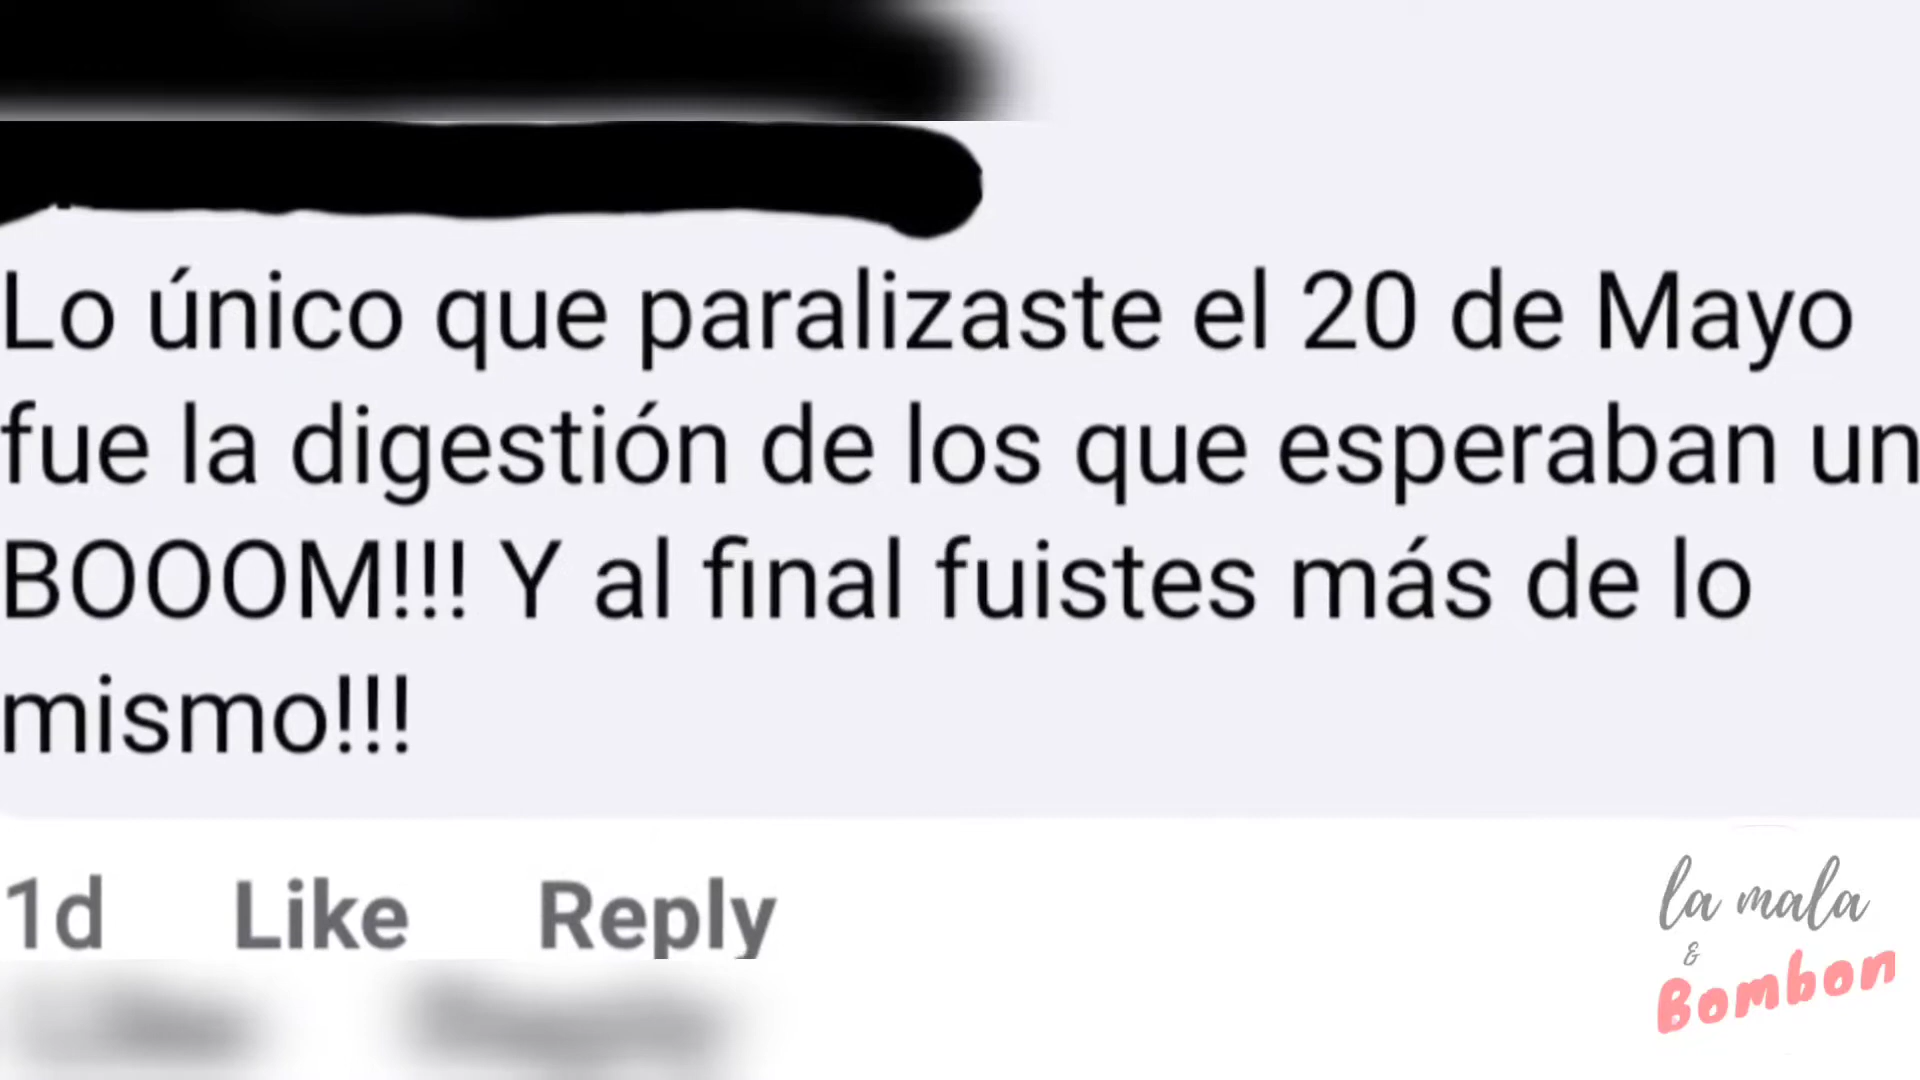 Lo único que paralizaste el 20 de Mayo
fue la digestión de los que esperaban un
BOOOM!!! Y al final fuistes más de lo
mismo!!!
1d Like Reply
la mala
&
Bombon